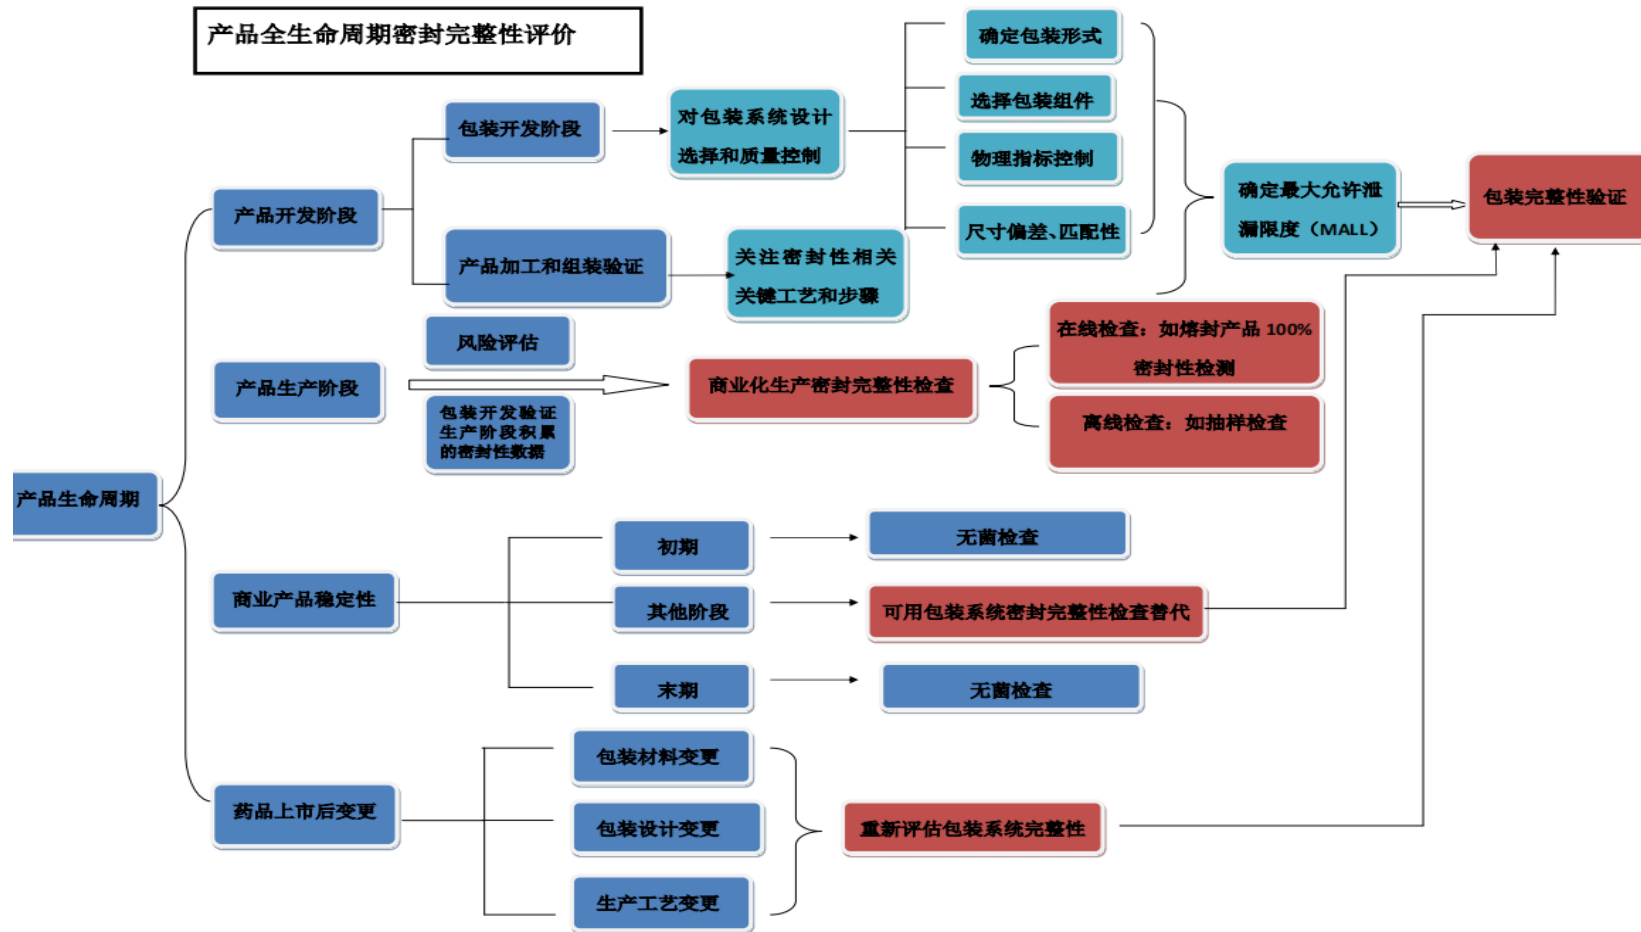 产品全生命周期密封完整性评价
确定包装形式
选择包装组件
物理指标控制
尺寸偏差、匹配性
包装开发阶段
对包装系统设计
选择和质量控制
产品开发阶段
产品加工和组装验证
关注密封性相关
关键工艺和步骤
确定最大允许泄
漏限度（MALL）
包装完整性验证
风险评估
产品生产阶段
包装开发验证
生产阶段积累
的密封性数据
商业化生产密封完整性检查
在线检查：如熔封产品 100%
密封性检测
离线检查：如抽样检查
产品生命周期
商业产品稳定性
初期
无菌检查
其他阶段
可用包装系统密封完整性检查替代
末期
无菌检查
药品上市后变更
包装材料变更
包装设计变更
生产工艺变更
重新评估包装系统完整性